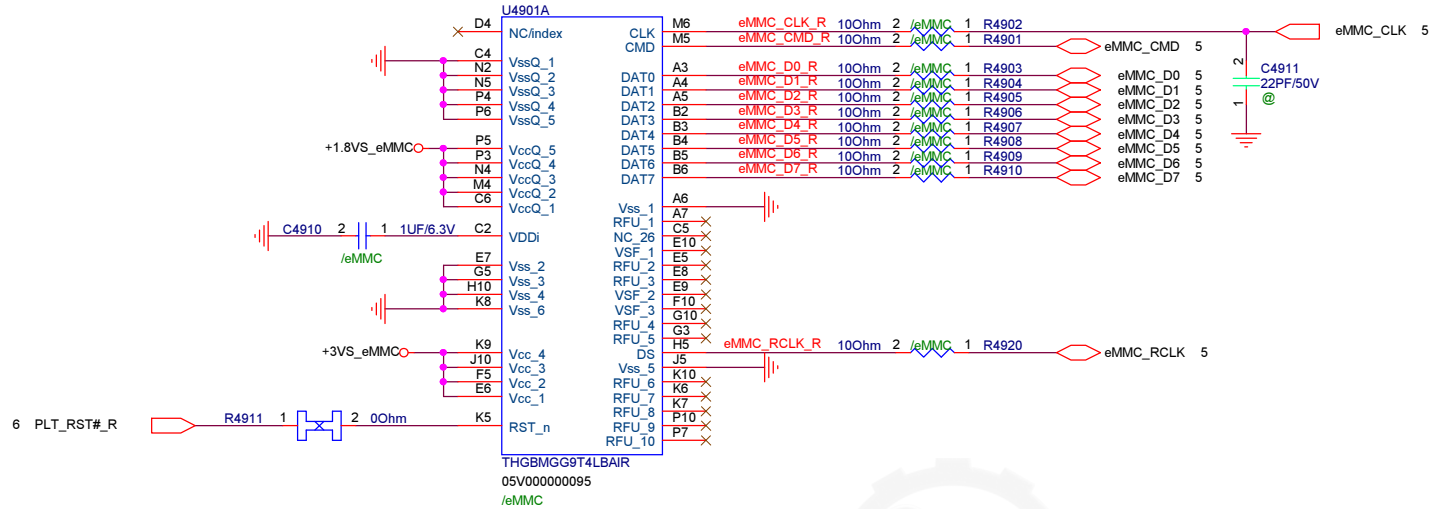 U4901A
D4 NC/index
C4 VssQ_1
N2 VssQ_2
N5 VssQ_3
P4 VssQ_4
P6 VssQ_5
+1.8VS_eMMC
P5 VccQ_5
P3 VccQ_4
N4 VccQ_3
M4 VccQ_2
C6 VccQ_1
C4910 2 1 1UF/6.3V C2 VDDi
/eMMC
E7 Vss_2
G5 Vss_3
H10 Vss_4
K8 Vss_6
+3VS_eMMC
K9 Vcc_4
J10 Vcc_3
F5 Vcc_2
E6 Vcc_1
6 PLT_RST#_R R4911 1 2 0Ohm K5 RST_n
CLK M6 eMMC_CLK_R 10Ohm 2 /eMMC 1 R4902 eMMC_CLK 5
CMD M5 eMMC_CMD_R 10Ohm 2 /eMMC 1 R4901 eMMC_CMD 5
DAT0 A3 eMMC_D0_R 10Ohm 2 /eMMC 1 R4903 eMMC_D0 5
DAT1 A4 eMMC_D1_R 10Ohm 2 /eMMC 1 R4904 eMMC_D1 5
DAT2 A5 eMMC_D2_R 10Ohm 2 /eMMC 1 R4905 eMMC_D2 5
DAT3 B2 eMMC_D3_R 10Ohm 2 /eMMC 1 R4906 eMMC_D3 5
DAT4 B3 eMMC_D4_R 10Ohm 2 /eMMC 1 R4907 eMMC_D4 5
DAT5 B4 eMMC_D5_R 10Ohm 2 /eMMC 1 R4908 eMMC_D5 5
DAT6 B5 eMMC_D6_R 10Ohm 2 /eMMC 1 R4909 eMMC_D6 5
DAT7 B6 eMMC_D7_R 10Ohm 2 /eMMC 1 R4910 eMMC_D7 5
2
C4911
22PF/50V
1
@
Vss_1 A6
RFU_1 A7
NC_26 C5
VSF_1 E10
RFU_2 E5
RFU_3 E8
VSF_2 E9
VSF_3 F10
RFU_4 G10
RFU_5 G3
DS H5 eMMC_RCLK_R 10Ohm 2 /eMMC 1 R4920 eMMC_RCLK 5
Vss_5 J5
RFU_6 K10
RFU_7 K6
RFU_8 K7
RFU_9 P10
RFU_10 P7
THGBMGG9T4LBAIR
05V000000095
/eMMC